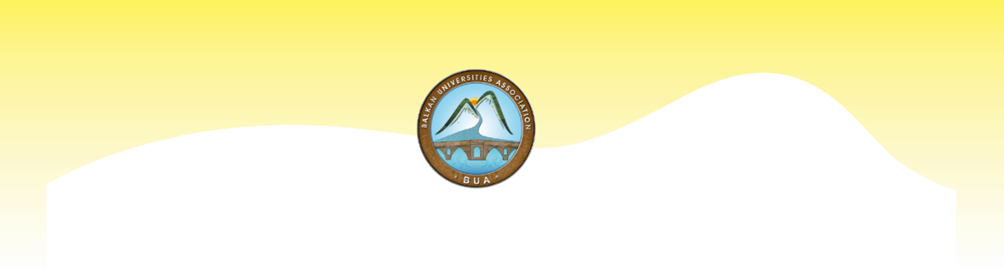 BALKAN UNIVERSITIES ASSOCIATION
BUA